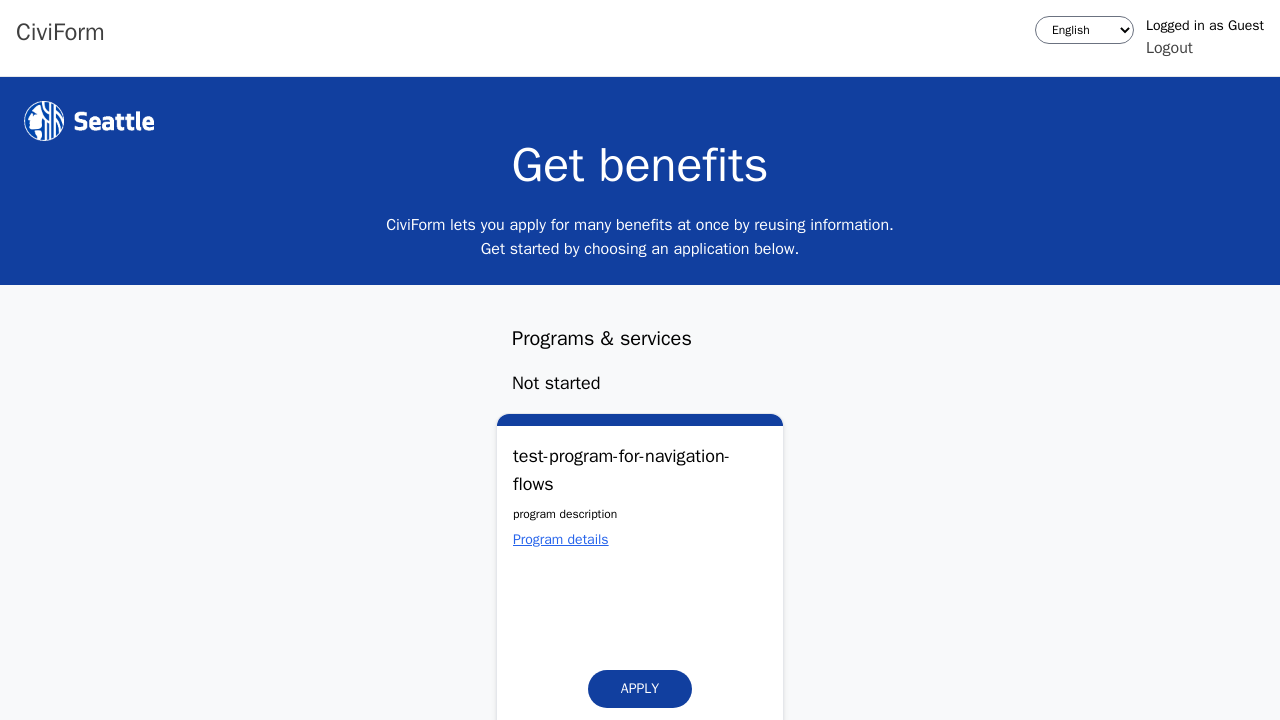 CiviForm
English
Logged in as Guest
Logout
Seattle
Get benefits
CiviForm lets you apply for many benefits at once by reusing information.
Get started by choosing an application below.
Programs & services
Not started
test-program-for-navigation-
flows
program description
Program details
APPLY